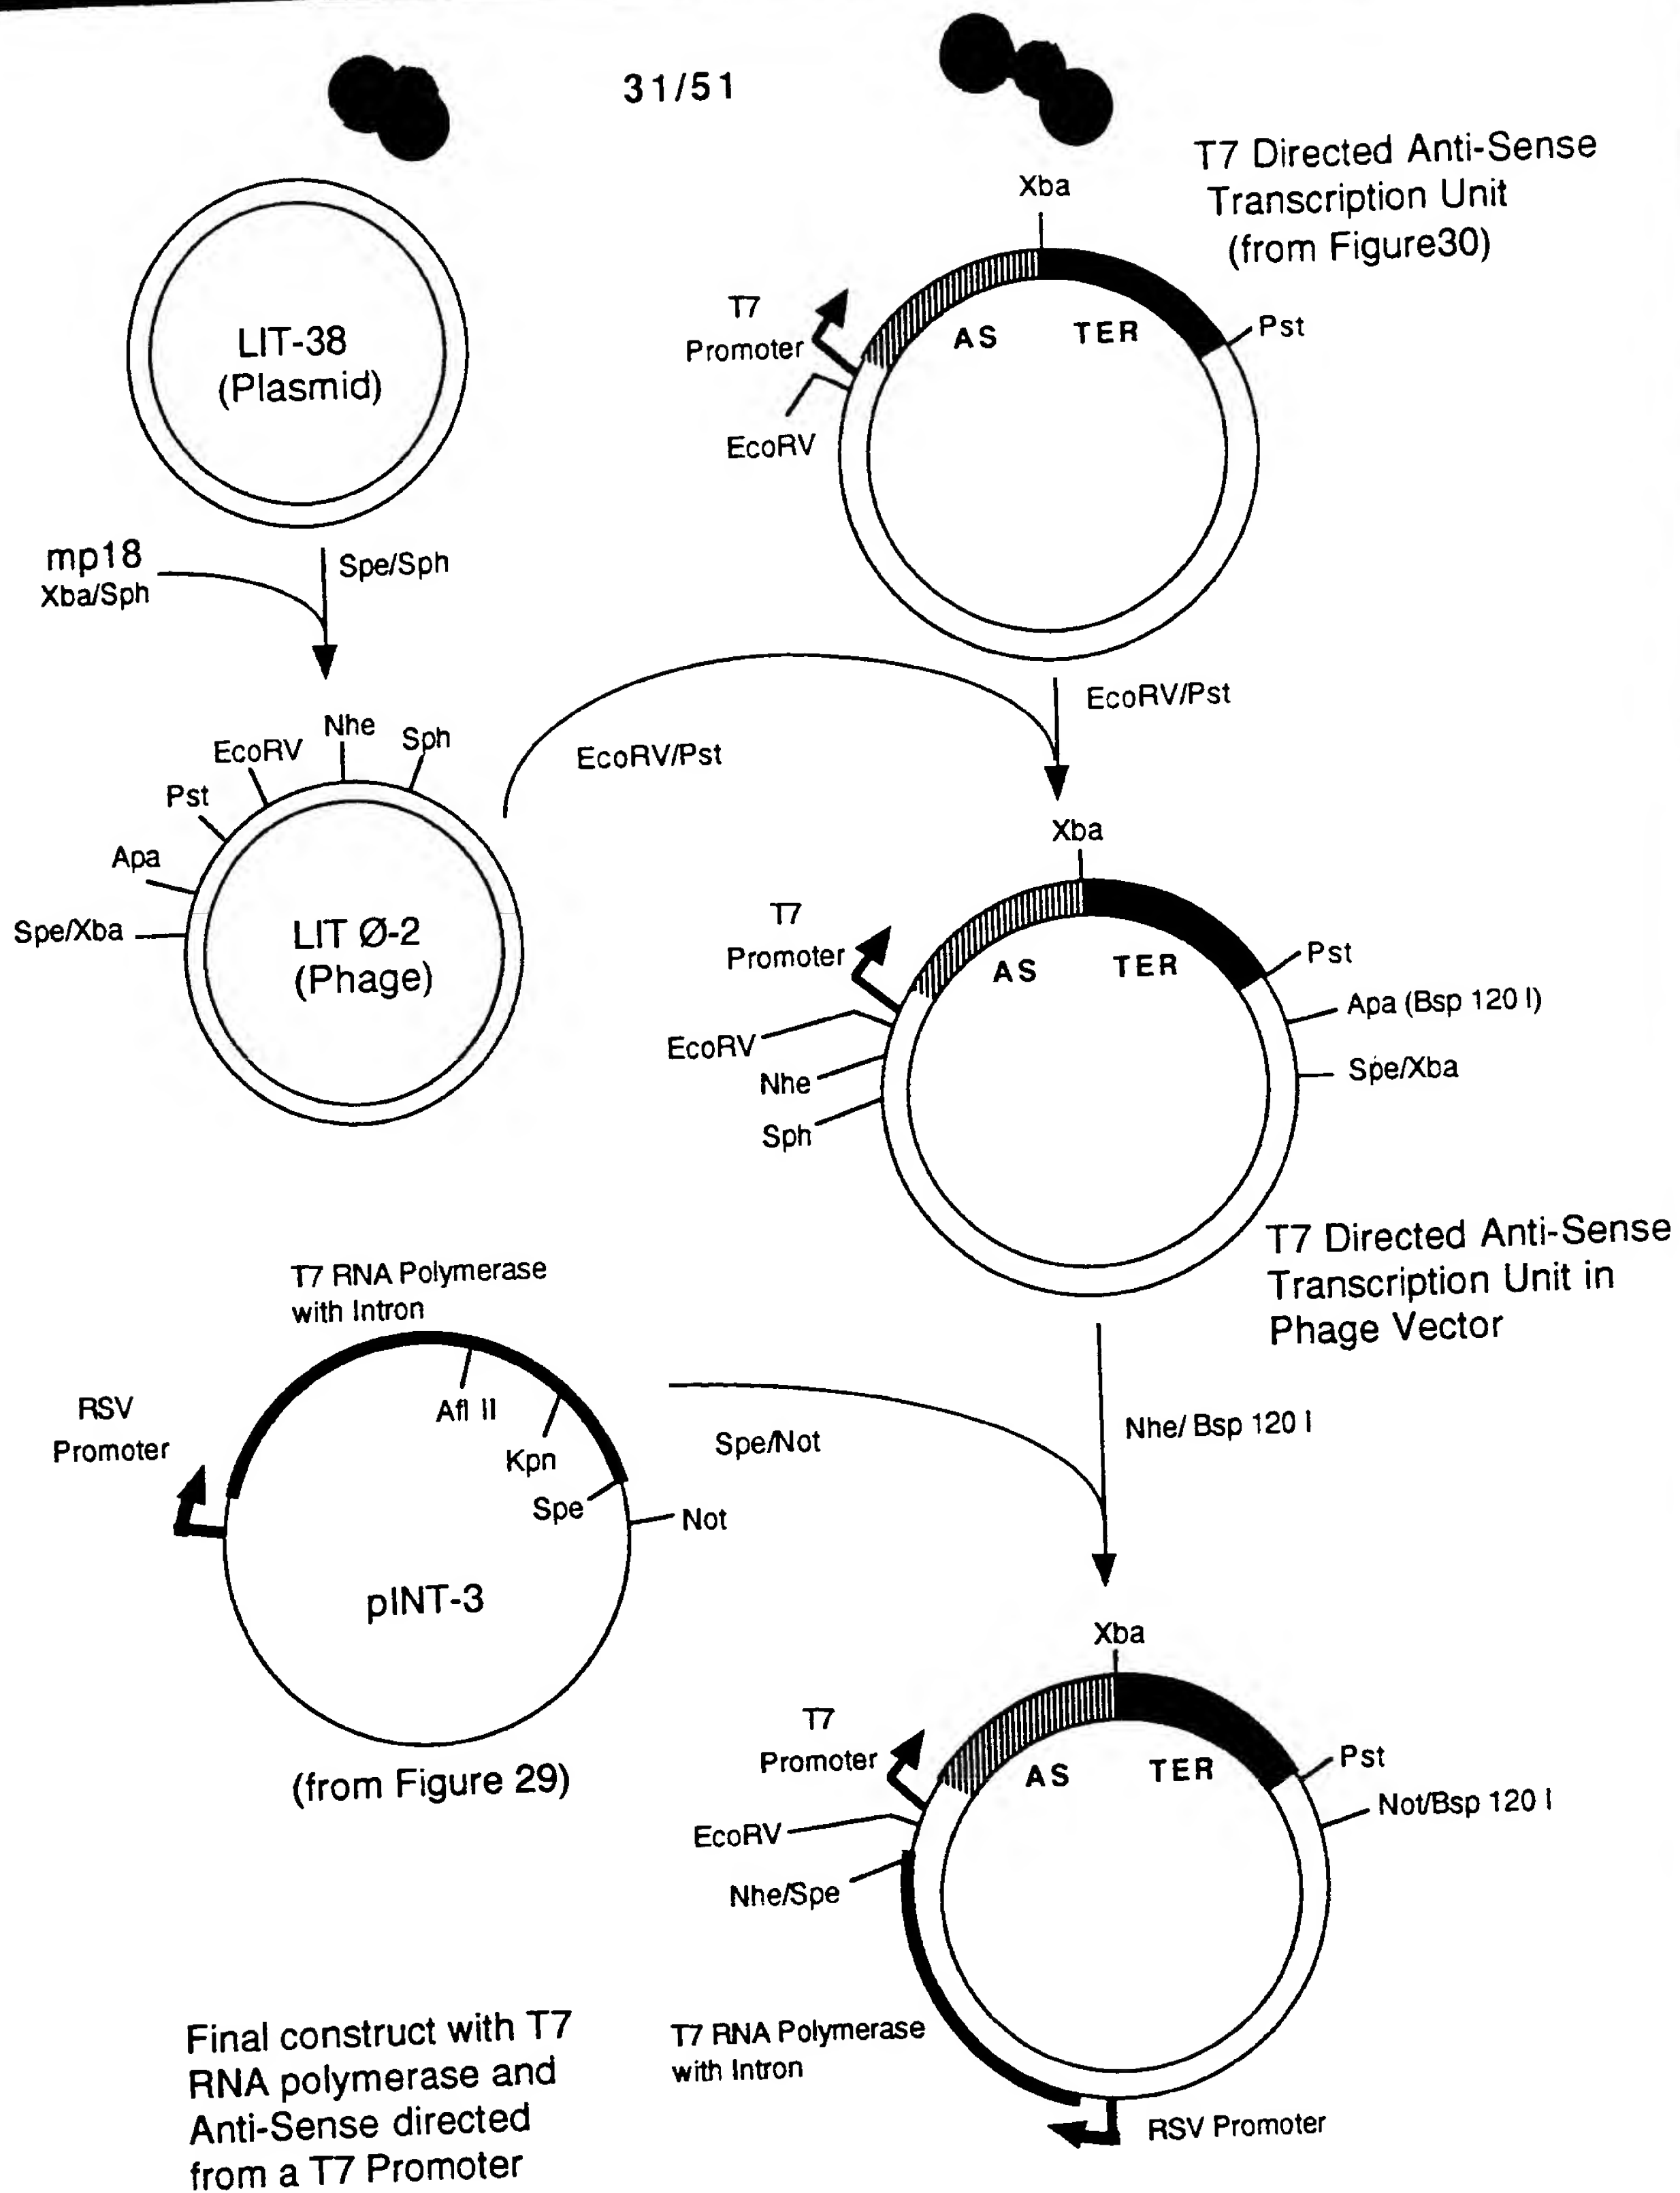 31/51
LIT-38
(Plasmid)
mp18
Xba/Sph
Spe/Sph
T7 Directed Anti-Sense
Transcription Unit
(from Figure30)
Xba
T7
Promoter
AS
TER
Pst
EcoRV
EcoRV/Pst
EcoRV/Pst
Nhe
EcoRV
Sph
Pst
Apa
Spe/Xba
LIT Ø-2
(Phage)
Xba
T7
Promoter
AS
TER
Pst
Apa (Bsp 120 I)
Spe/Xba
EcoRV
Nhe
Sph
T7 Directed Anti-Sense
Transcription Unit in
Phage Vector
T7 RNA Polymerase
with Intron
RSV
Promoter
Afl II
Kpn
Spe
Not
pINT-3
(from Figure 29)
Spe/Not
Nhe/ Bsp 120 I
Xba
T7
Promoter
AS
TER
Pst
Not/Bsp 120 I
EcoRV
Nhe/Spe
T7 RNA Polymerase
with Intron
RSV Promoter
Final construct with T7
RNA polymerase and
Anti-Sense directed
from a T7 Promoter